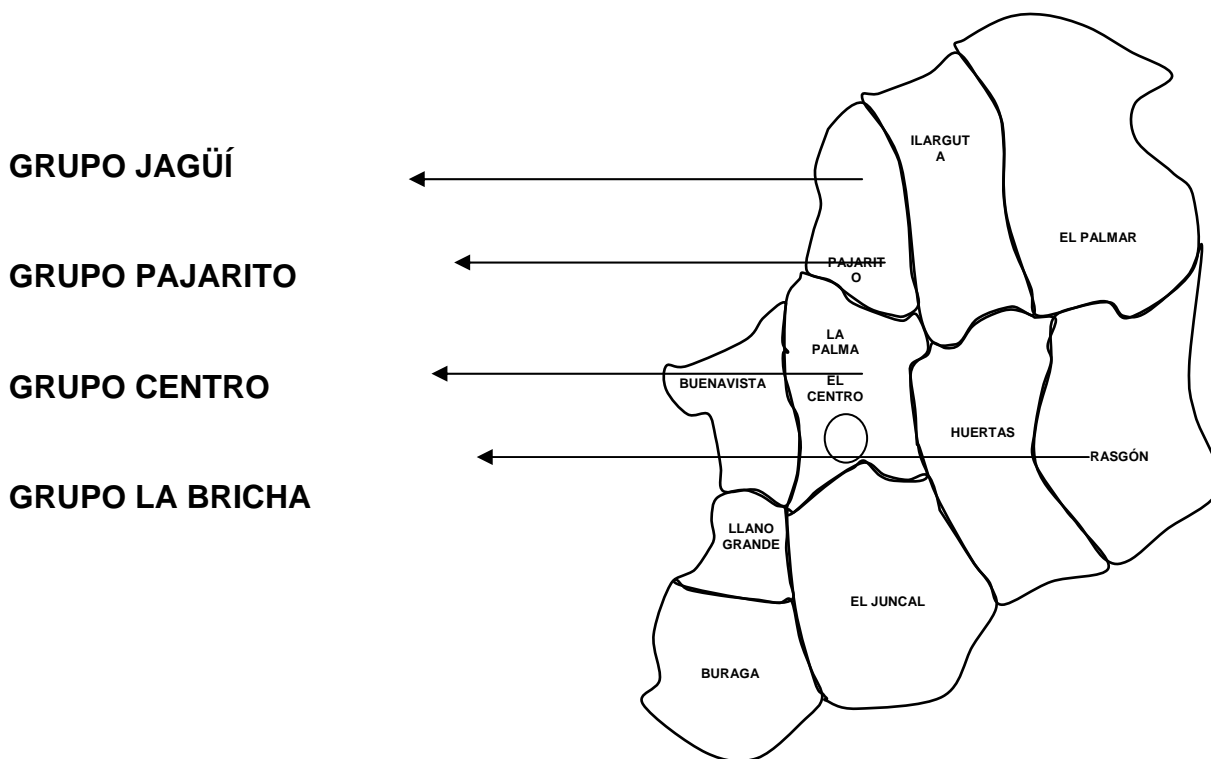 GRUPO JAGÜÍ
GRUPO PAJARITO
GRUPO CENTRO
GRUPO LA BRICHA
ILARGUT
A
EL PALMAR
PAJARIT
O
LA
PALMA
BUENAVISTA
EL
CENTRO
HUERTAS
RASGÓN
LLANO
GRANDE
EL JUNCAL
BURAGA